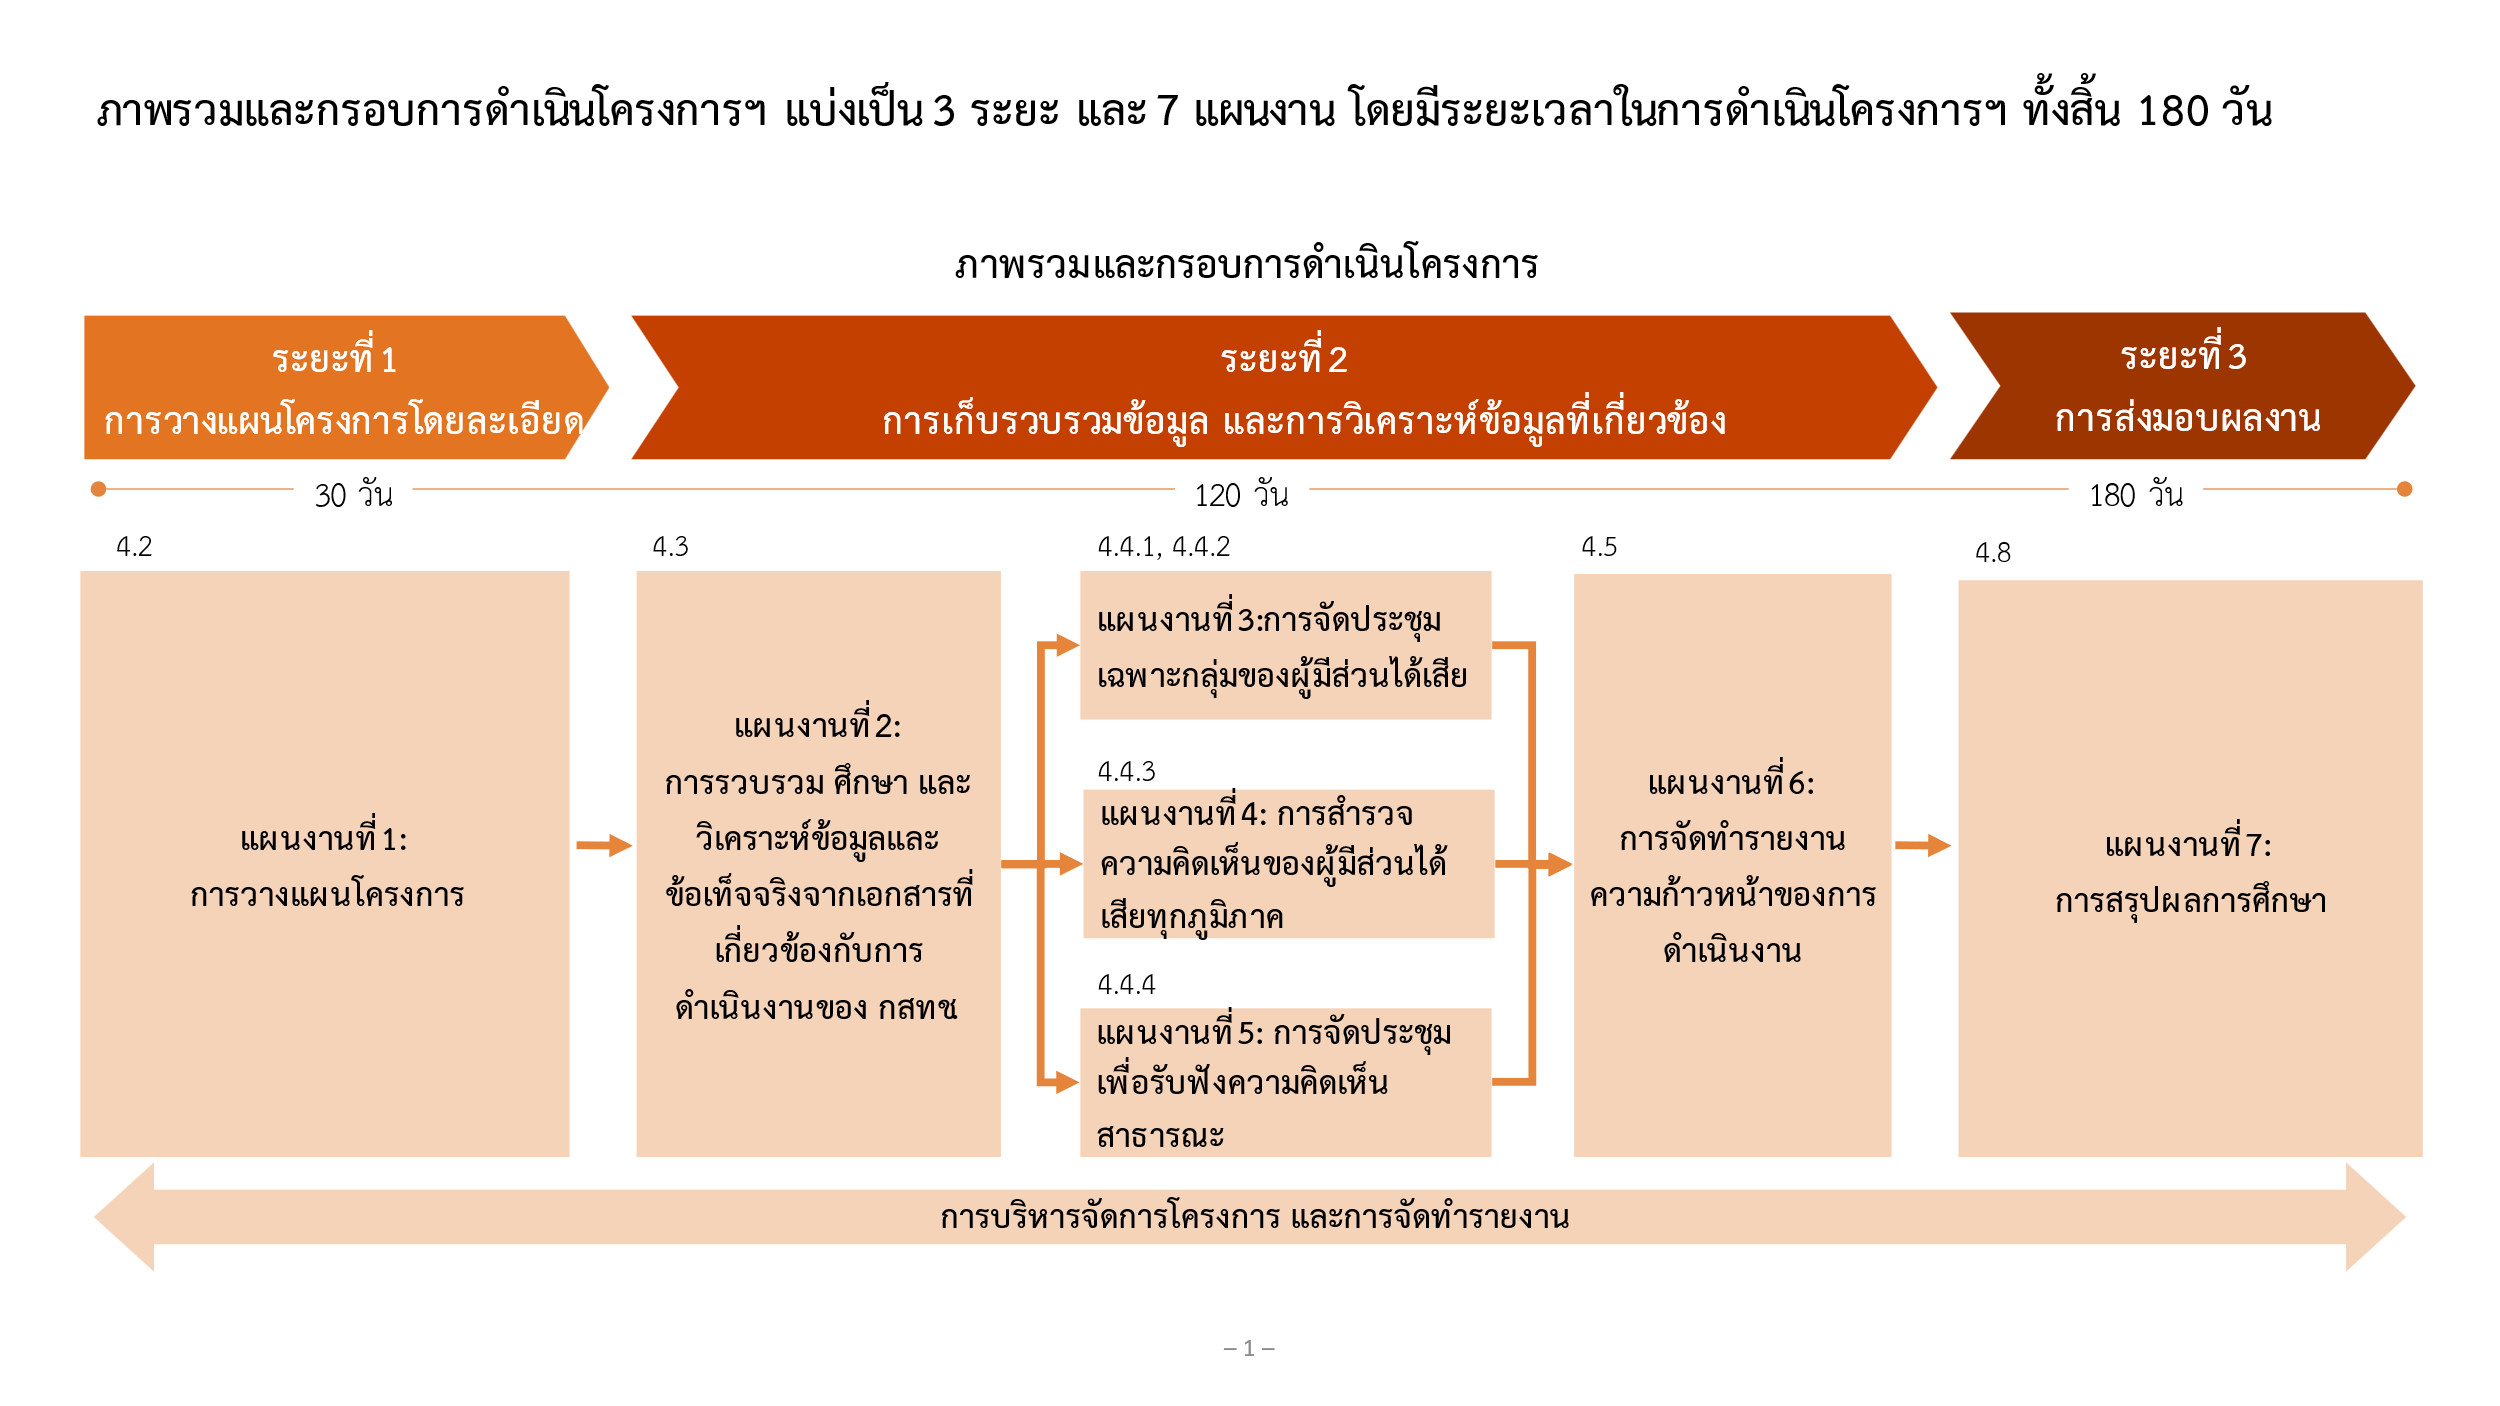 ภาพรวมและกรอบการดำเนินโครงการฯ แบ่งเป็น 3 ระยะ และ 7 แผนงาน โดยมีระยะเวลาในการดำเนินโครงการฯ ทั้งสิ้น 180 วัน
ภาพรวมและกรอบการดำเนินโครงการ
ระยะที่ 1
การวางแผนโครงการโดยละเอียด
ระยะที่ 2
การเก็บรวบรวมข้อมูล และการวิเคราะห์ข้อมูลที่เกี่ยวข้อง
ระยะที่ 3
การส่งมอบผลงาน
30 วัน
120 วัน
180 วัน
4.2
แผนงานที่ 1:
การวางแผนโครงการ
4.3
แผนงานที่ 2:
การรวบรวม ศึกษา และ
วิเคราะห์ข้อมูลและ
ข้อเท็จจริงจากเอกสารที่
เกี่ยวข้องกับการ
ดำเนินงานของ กสทช.
4.4.1, 4.4.2
แผนงานที่ 3:การจัดประชุม
เฉพาะกลุ่มของผู้มีส่วนได้เสีย
4.4.3
แผนงานที่ 4: การสำรวจ
ความคิดเห็นของผู้มีส่วนได้
เสียทุกภูมิภาค
4.4.4
แผนงานที่ 5: การจัดประชุม
เพื่อรับฟังความคิดเห็น
สาธารณะ
4.5
แผนงานที่ 6:
การจัดทำรายงาน
ความก้าวหน้าของการ
ดำเนินงาน
4.8
แผนงานที่ 7:
การสรุปผลการศึกษา
การบริหารจัดการโครงการ และการจัดทำรายงาน
– 1 –